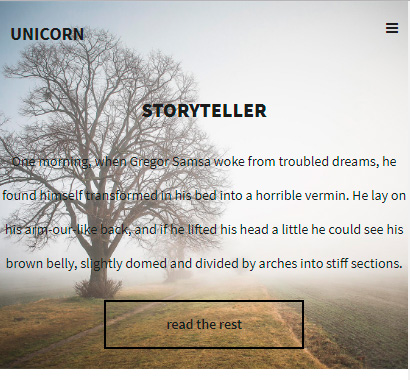 UNICORN
STORYTELLER
One morning, when Gregor Samsa woke from troubled dreams, he
found himself transformed in his bed into a horrible vermin. He lay on
his arm-our-like back, and if he lifted his head a little he could see his
brown belly, slightly domed and divided by arches into stiff sections.
read the rest